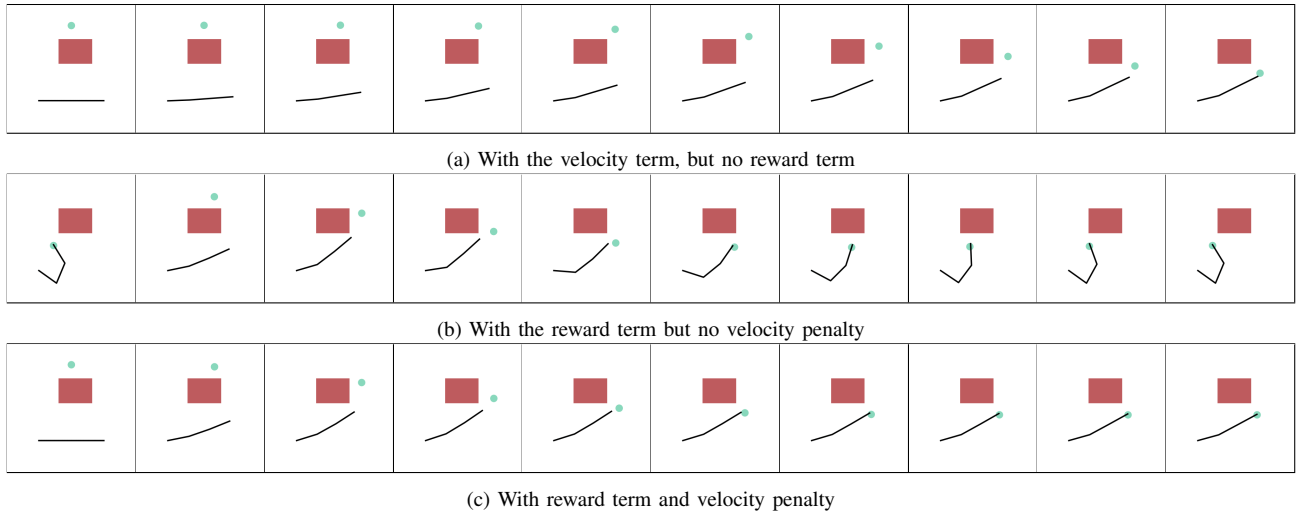 (a) With the velocity term, but no reward term
(b) With the reward term but no velocity penalty
(c) With reward term and velocity penalty